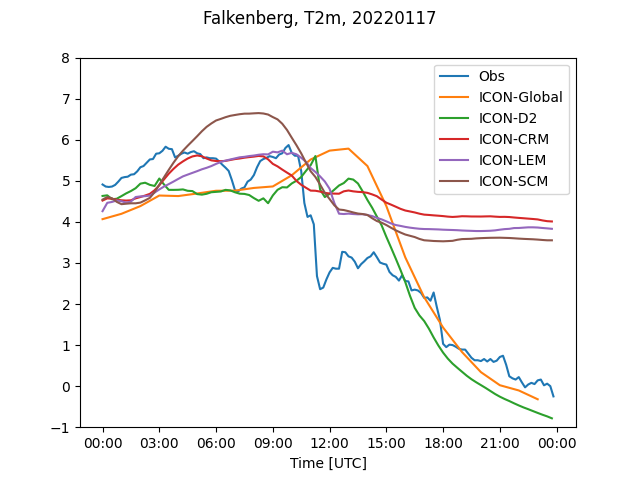 Falkenberg, T2m, 20220117
8
7
6
5
4
3
2
1
0
−1
00:00 03:00 06:00 09:00 12:00 15:00 18:00 21:00 00:00
Time [UTC]
Obs
ICON-Global
ICON-D2
ICON-CRM
ICON-LEM
ICON-SCM